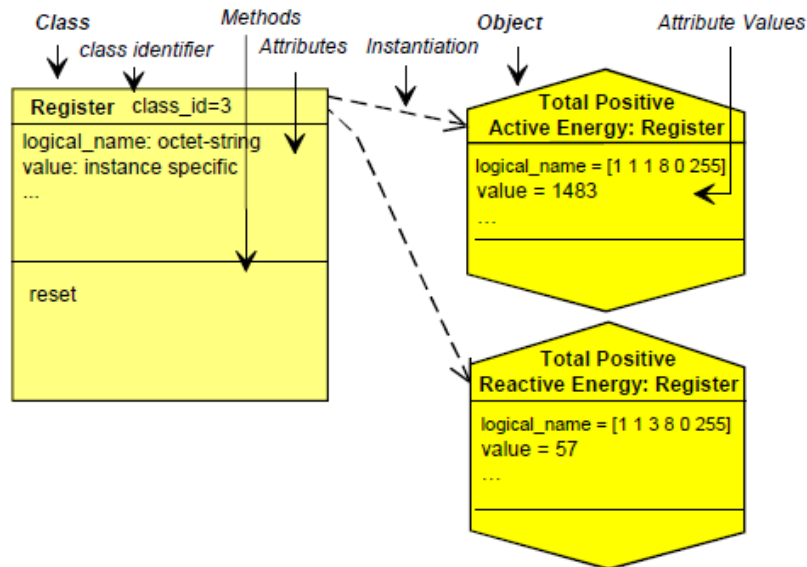 Class
Methods
class identifier
Attributes
Instantiation
Object
Attribute Values
Register class_id=3
logical_name: octet-string
value: instance specific
...
reset
Total Positive
Active Energy: Register
logical_name = [1 1 1 8 0 255]
value = 1483
...
Total Positive
Reactive Energy: Register
logical_name = [1 1 3 8 0 255]
value = 57
...